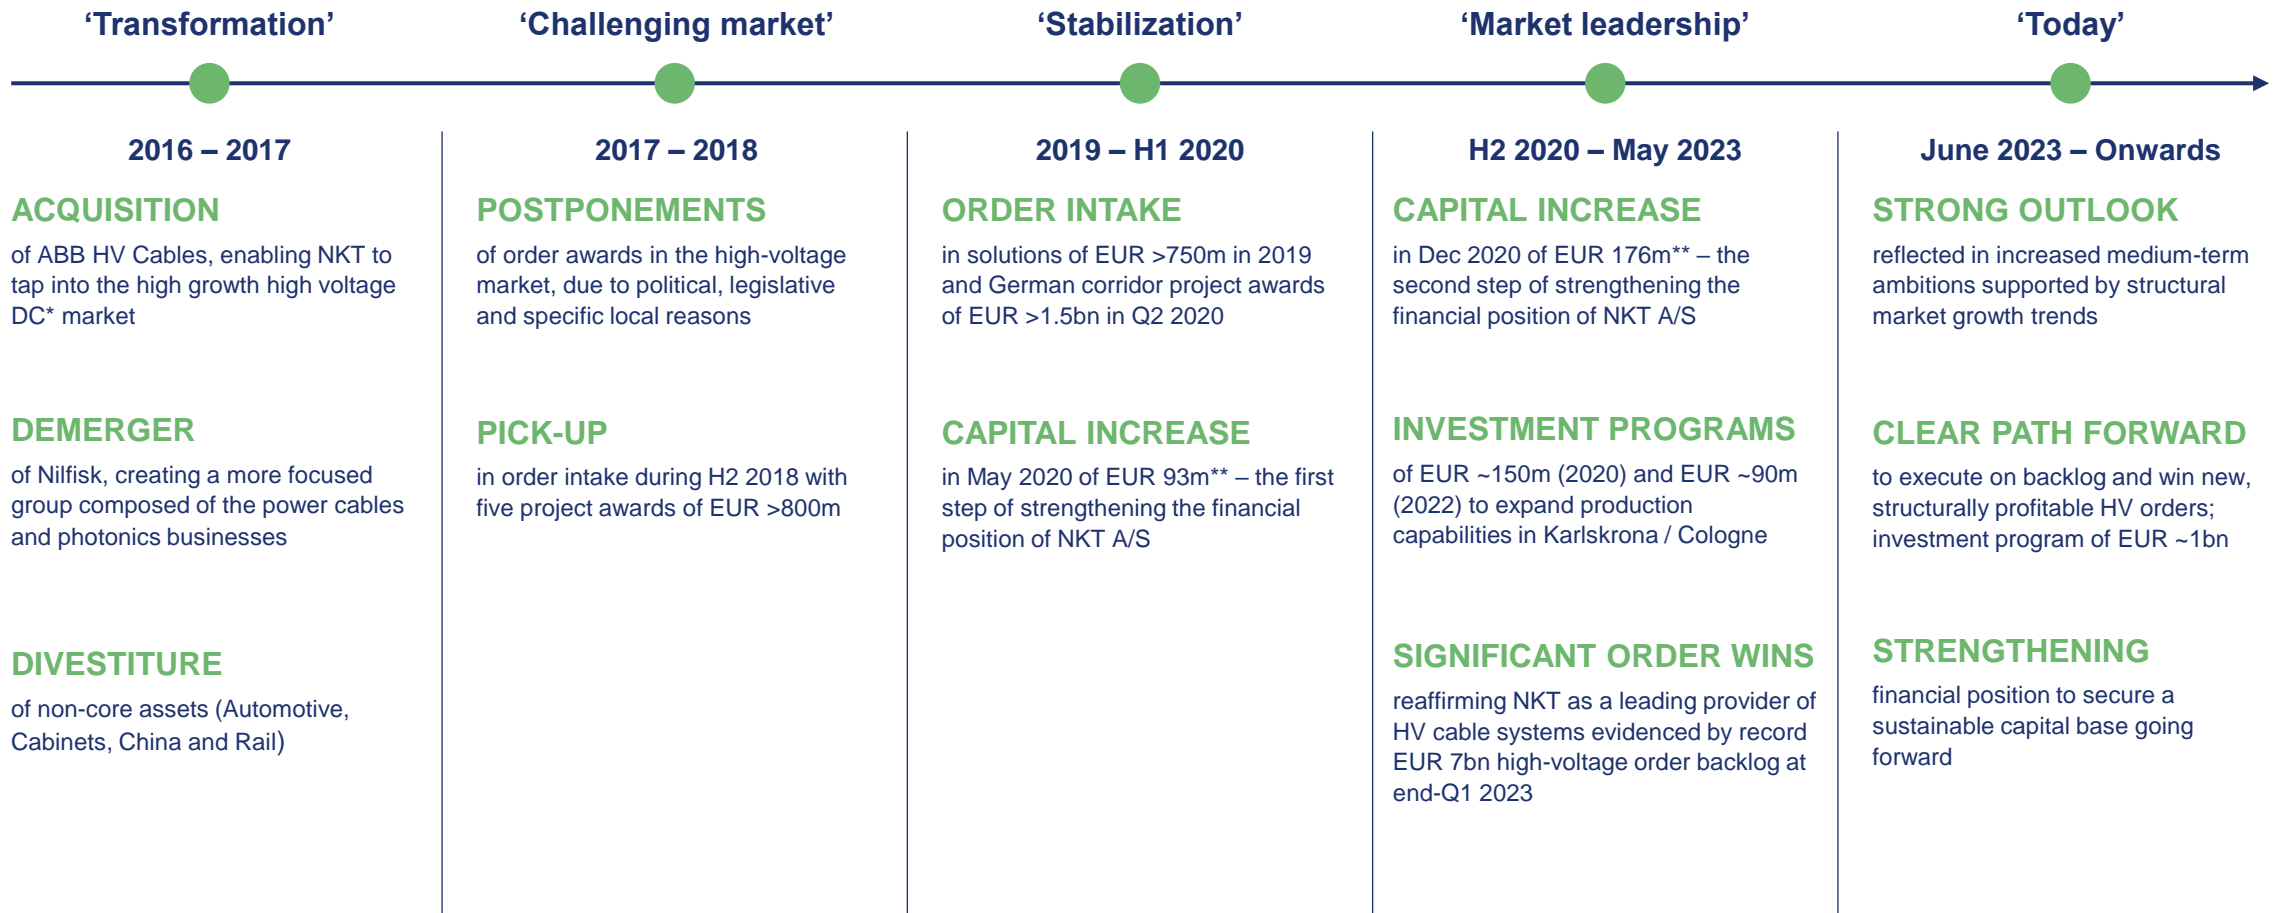 ‘Transformation’
‘Challenging market’
‘Stabilization’
‘Market leadership’
‘Today’
2016 – 2017
ACQUISITION
of ABB HV Cables, enabling NKT to
tap into the high growth high voltage
DC* market
DEMERGER
of Nilfisk, creating a more focused
group composed of the power cables
and photonics businesses
DIVESTITURE
of non-core assets (Automotive,
Cabinets, China and Rail)
2017 – 2018
POSTPONEMENTS
of order awards in the high-voltage
market, due to political, legislative
and specific local reasons
PICK-UP
in order intake during H2 2018 with
five project awards of EUR >800m
2019 – H1 2020
ORDER INTAKE
in solutions of EUR >750m in 2019
and German corridor project awards
of EUR >1.5bn in Q2 2020
CAPITAL INCREASE
in May 2020 of EUR 93m** – the first
step of strengthening the financial
position of NKT A/S
H2 2020 – May 2023
CAPITAL INCREASE
in Dec 2020 of EUR 176m** – the
second step of strengthening the
financial position of NKT A/S
INVESTMENT PROGRAMS
of EUR ~150m (2020) and EUR ~90m
(2022) to expand production
capabilities in Karlskrona / Cologne
SIGNIFICANT ORDER WINS
reaffirming NKT as a leading provider of
HV cable systems evidenced by record
EUR 7bn high-voltage order backlog at
end-Q1 2023
June 2023 – Onwards
STRONG OUTLOOK
reflected in increased medium-term
ambitions supported by structural
market growth trends
CLEAR PATH FORWARD
to execute on backlog and win new,
structurally profitable HV orders;
investment program of EUR ~1bn
STRENGTHENING
financial position to secure a
sustainable capital base going
forward